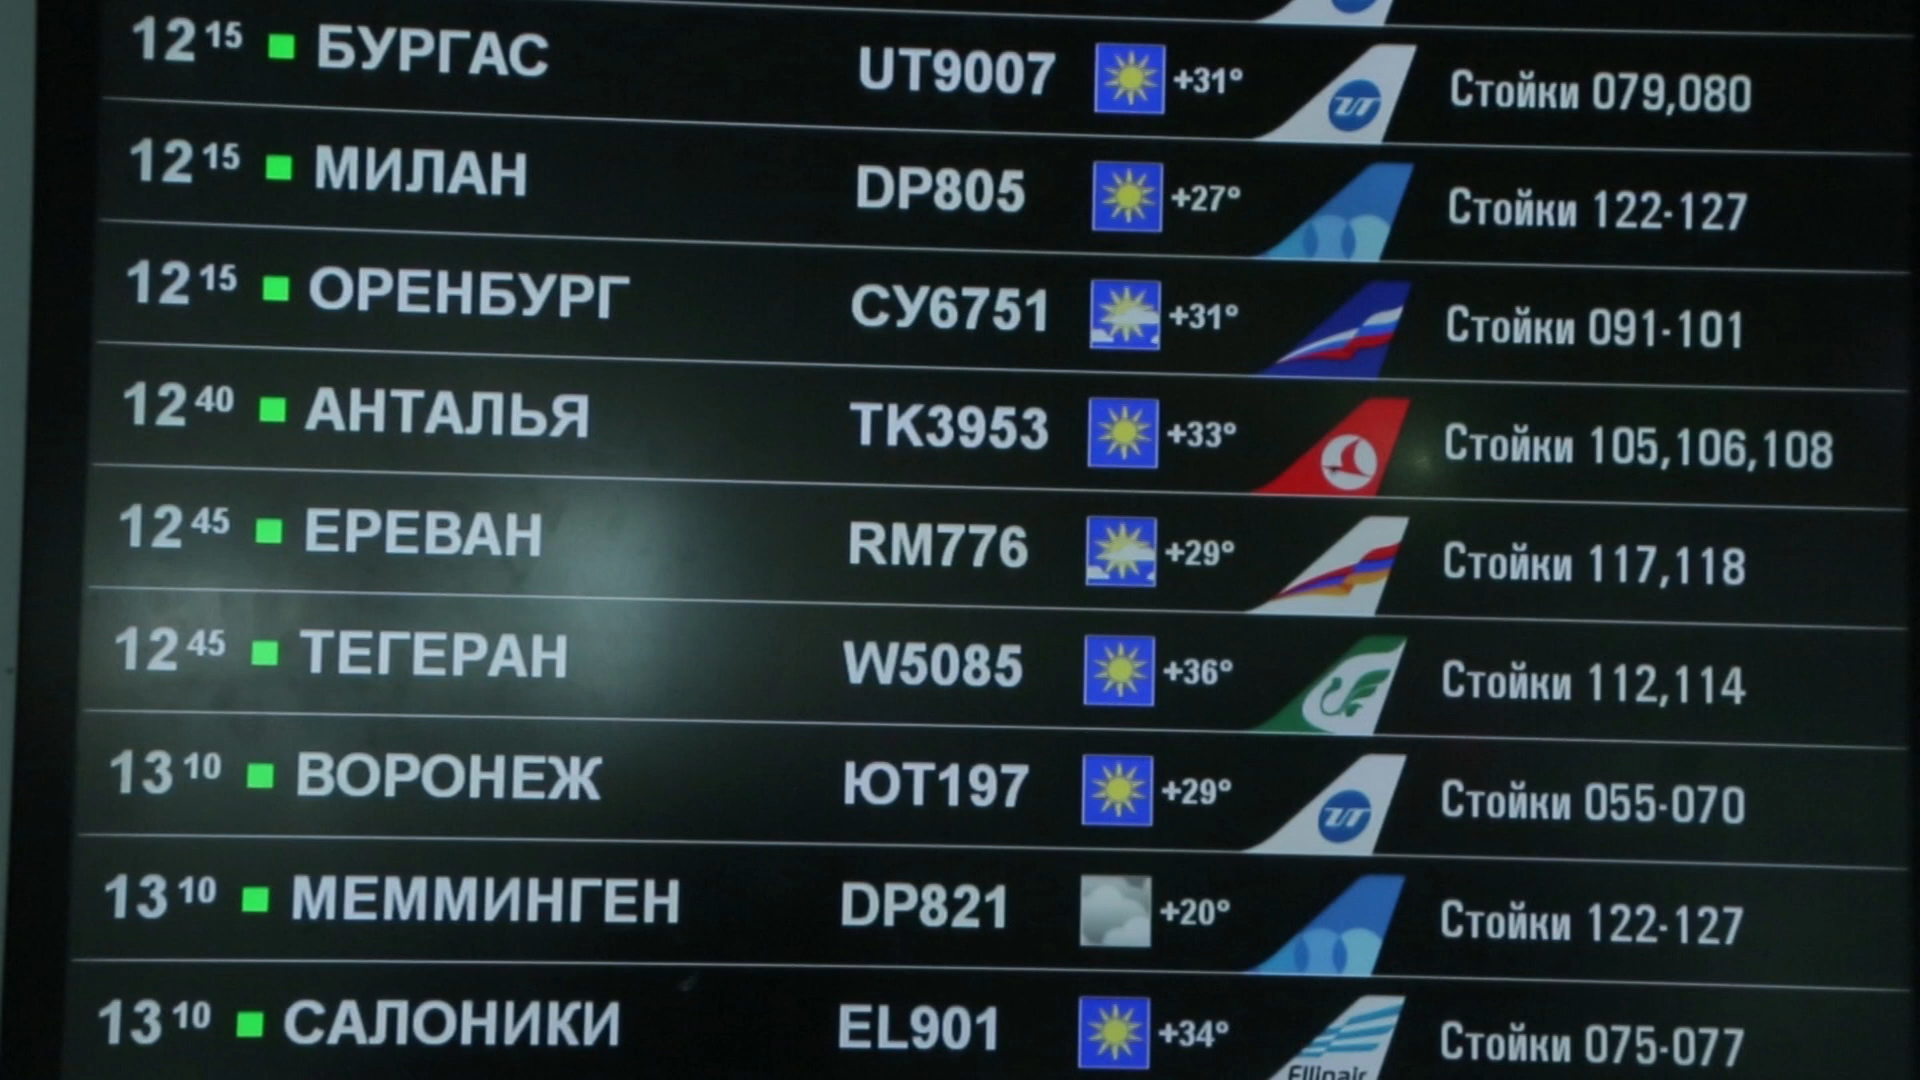 12 15 БУРГАС UT9007 +31° Стойки 079,080
12 15 МИЛАН DP805 +27° Стойки 122-127
12 15 ОРЕНБУРГ СУ6751 +31° Стойки 091-101
12 40 АНТАЛЬЯ TK3953 +33° Стойки 105,106,108
12 45 ЕРЕВАН RM776 +29° Стойки 117,118
12 45 ТЕГЕРАН W5085 +36° Стойки 112,114
13 10 ВОРОНЕЖ ЮТ197 +29° Стойки 055-070
13 10 МЕММИНГЕН DP821 +20° Стойки 122-127
13 10 САЛОНИКИ EL901 +34° Ellinair Стойки 075-077